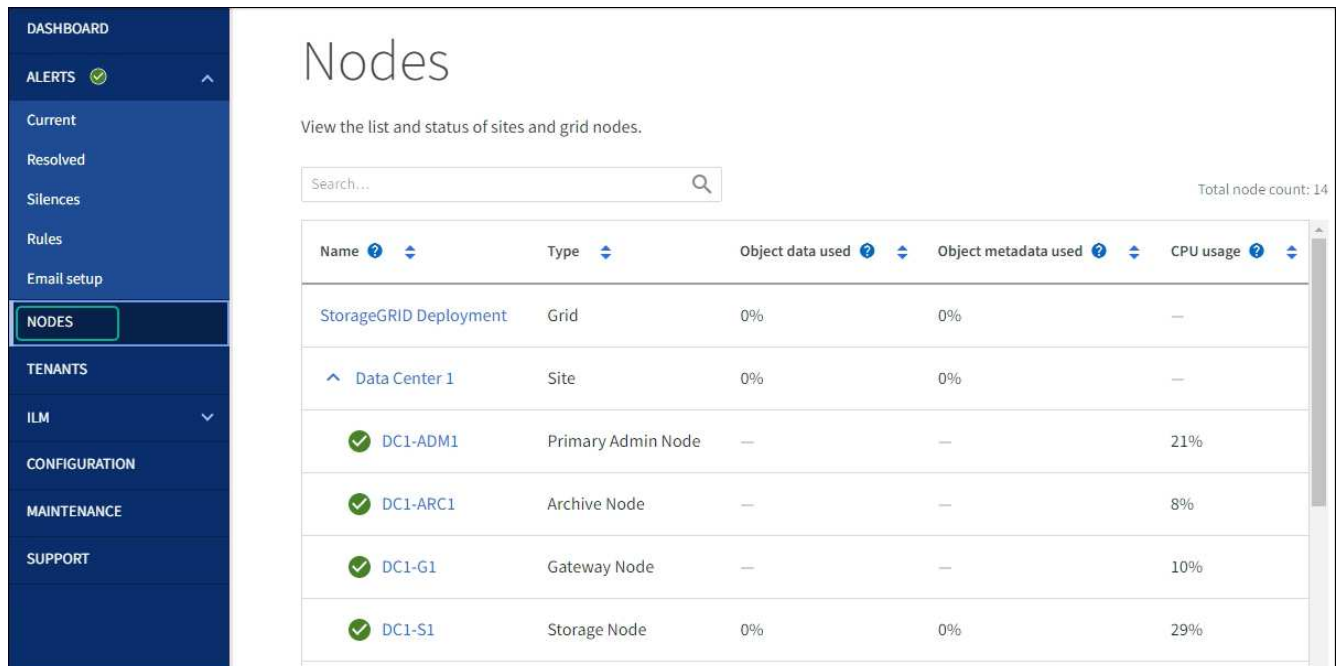 DASHBOARD
ALERTS
Current
Resolved
Silences
Rules
Email setup
NODES
TENANTS
ILM
CONFIGURATION
MAINTENANCE
SUPPORT
Nodes
View the list and status of sites and grid nodes.
Search...
Total node count: 14
Name ? Type Object data used ? Object metadata used ? CPU usage ?
StorageGRID Deployment Grid 0% 0% —
Data Center 1 Site 0% 0% —
DC1-ADM1 Primary Admin Node — — 21%
DC1-ARC1 Archive Node — — 8%
DC1-G1 Gateway Node — — 10%
DC1-S1 Storage Node 0% 0% 29%